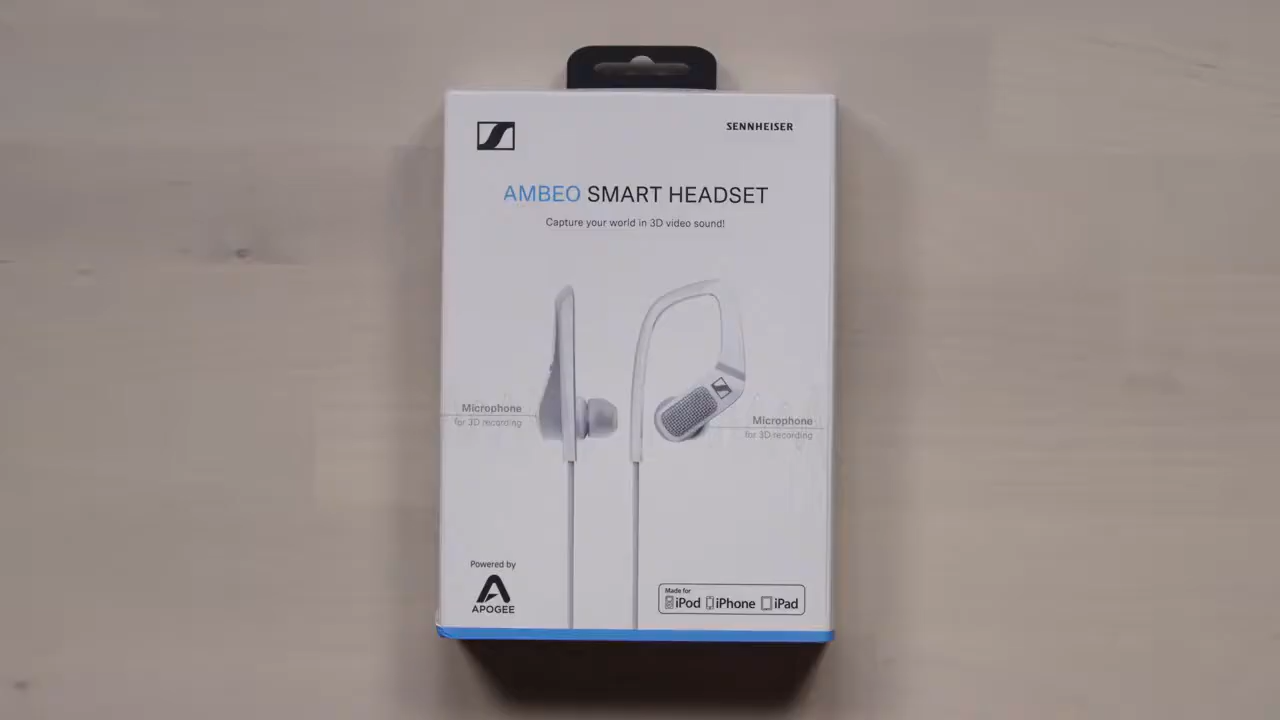 SENNHEISER
AMBEO SMART HEADSET
Capture your world in 3D video sound!
Microphone
for 3D recording
Microphone
for 3D recording
Powered by
APOGEE
Made for
iPod iPhone iPad